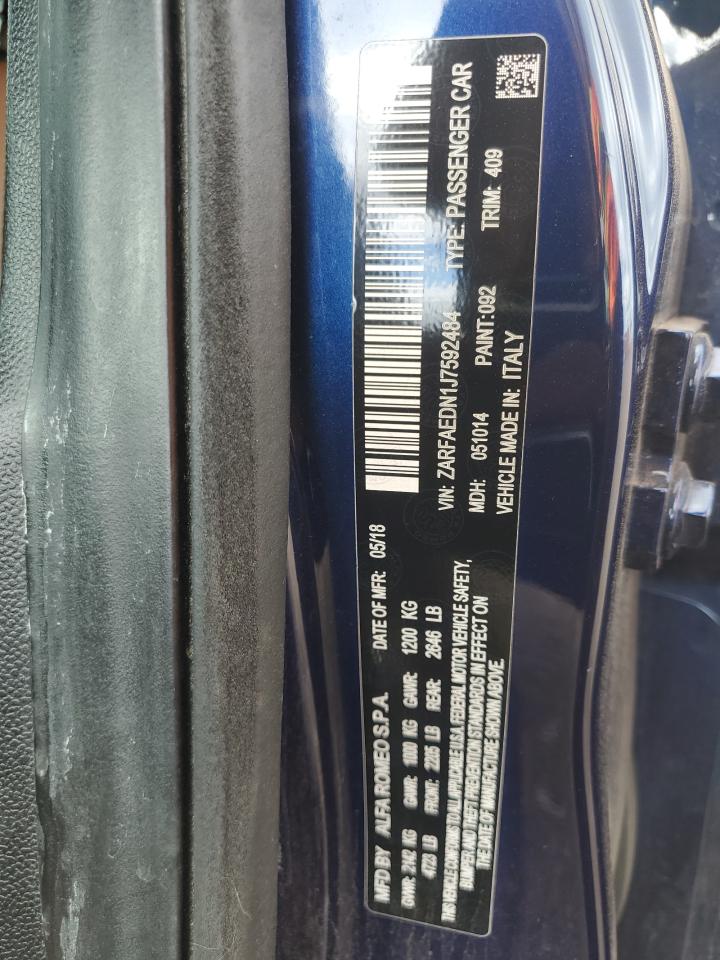 MFD BY ALFA ROMEO S.P.A. DATE OF MFR: 05/18
GVWR: 2142 KG GAWR: 1010 KG GAWR: 1200 KG
4723 LB FRONT: 2226 LB REAR: 2646 LB
THIS VEHICLE CONFORMS TO ALL APPLICABLE USA FEDERAL MOTOR VEHICLE SAFETY,
BUMPER AND THEFT PREVENTION STANDARDS IN EFFECT ON
THE DATE OF MANUFACTURE SHOWN ABOVE.
VIN: ZARFAEDN1J7592484 TYPE: PASSENGER CAR
MDH: 051014 PAINT:092 TRIM: 409
VEHICLE MADE IN: ITALY